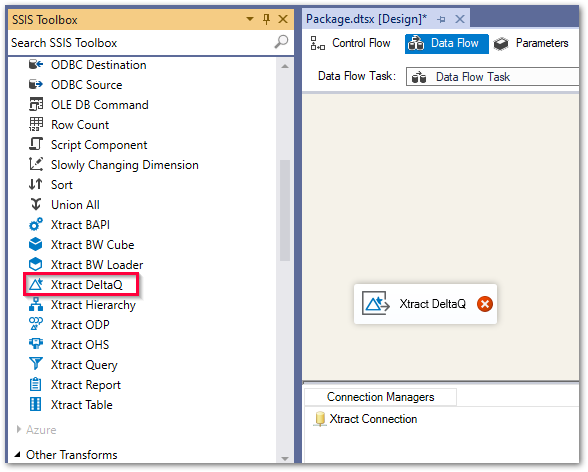 SSIS Toolbox
Search SSIS Toolbox
ODBC Destination
ODBC Source
OLE DB Command
Row Count
Script Component
Slowly Changing Dimension
Sort
Union All
Xtract BAPI
Xtract BW Cube
Xtract BW Loader
Xtract DeltaQ
Xtract Hierarchy
Xtract ODP
Xtract OHS
Xtract Query
Xtract Report
Xtract Table
Azure
Other Transforms
Package.dtsx [Design]*
Control Flow Data Flow Parameters
Data Flow Task: Data Flow Task
Xtract DeltaQ
Connection Managers
Xtract Connection